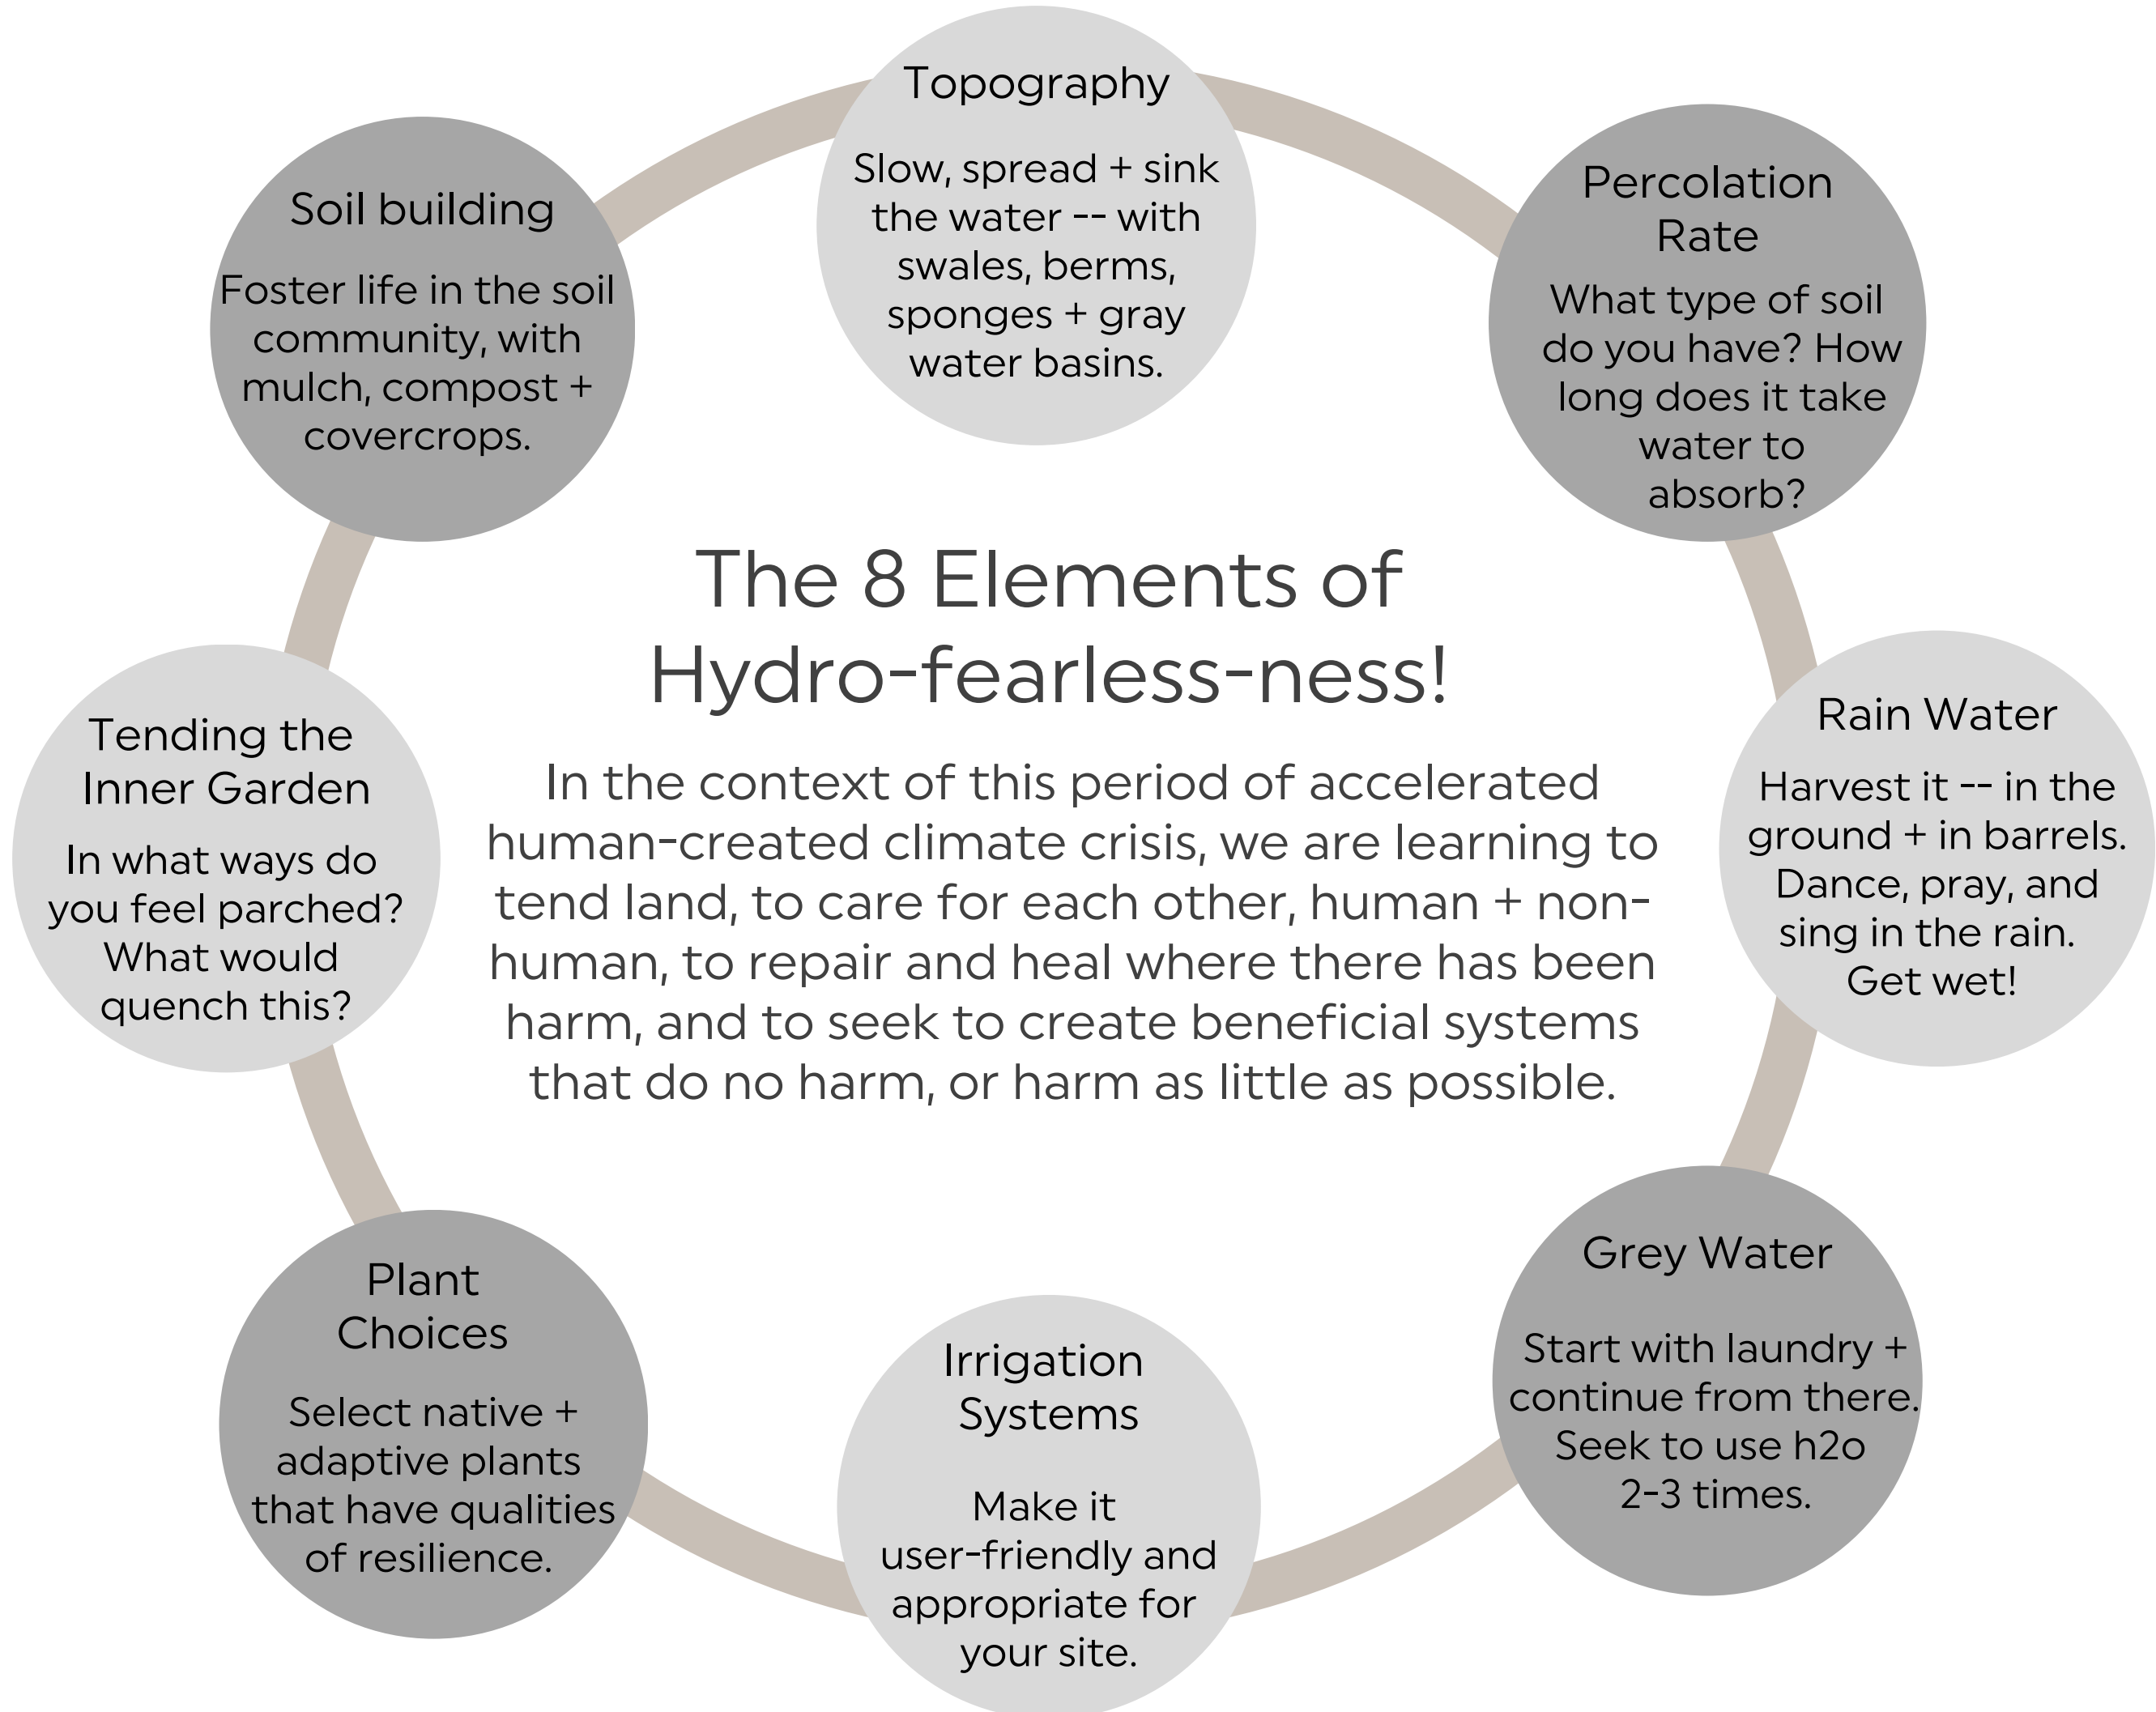 Topography
Slow, spread + sink
the water -- with
swales, berms,
sponges + gray
water basins.
Percolation
Rate
What type of soil
do you have? How
long does it take
water to
absorb?
Rain Water
Harvest it -- in the
ground + in barrels.
Dance, pray, and
sing in the rain.
Get wet!
Grey Water
Start with laundry +
continue from there.
Seek to use h2o
2-3 times.
Irrigation
Systems
Make it
user-friendly and
appropriate for
your site.
Plant
Choices
Select native +
adaptive plants
that have qualities
of resilience.
Tending the
Inner Garden
In what ways do
you feel parched?
What would
quench this?
Soil building
Foster life in the soil
community, with
mulch, compost +
covercrops.
The 8 Elements of
Hydro-fearless-ness!
In the context of this period of accelerated
human-created climate crisis, we are learning to
tend land, to care for each other, human + non-
human, to repair and heal where there has been
harm, and to seek to create beneficial systems
that do no harm, or harm as little as possible.